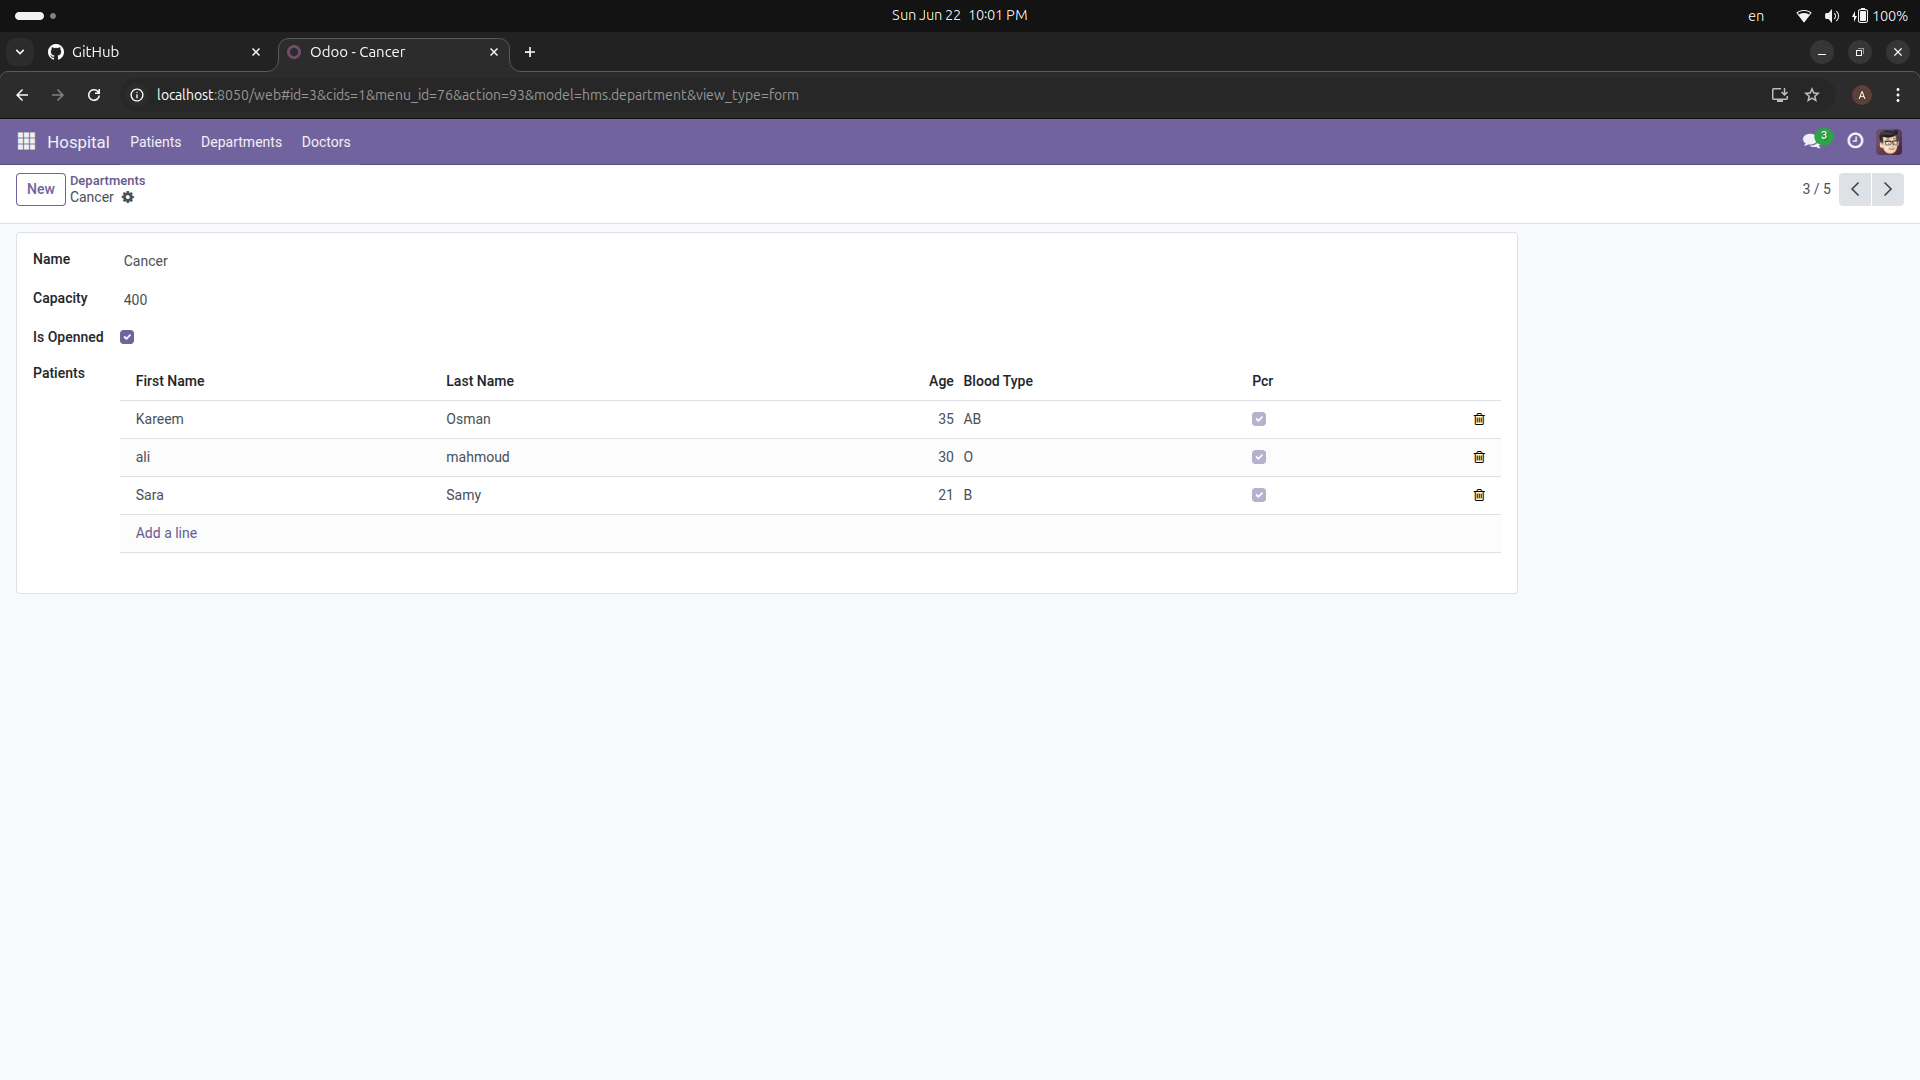 Sun Jun 22 10:01 PM
en
100%
GitHub
Odoo - Cancer
localhost:8050/web#id=3&cids=1&menu_id=76&action=93&model=hms.department&view_type=form
A
Hospital Patients Departments Doctors
3
New
Departments
Cancer
3 / 5
Name Cancer
Capacity 400
Is Openned
Patients
First Name Last Name Age Blood Type Pcr
Kareem Osman 35 AB
ali mahmoud 30 O
Sara Samy 21 B
Add a line